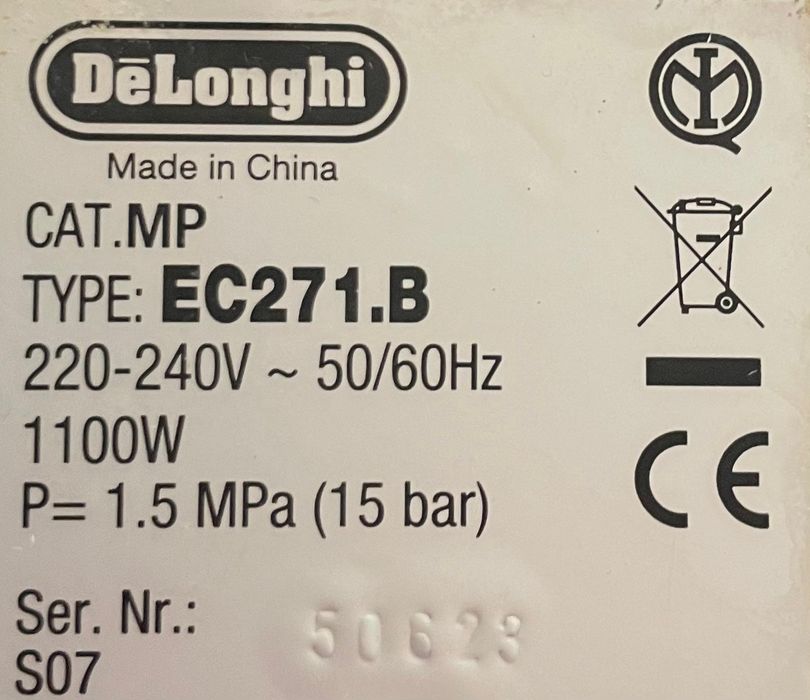 DēLonghi
Made in China
CAT.MP
TYPE: EC271.B
220-240V ~ 50/60Hz
1100W
P= 1.5 MPa (15 bar)
Ser. Nr.: 50623
S07
IMQ
CE